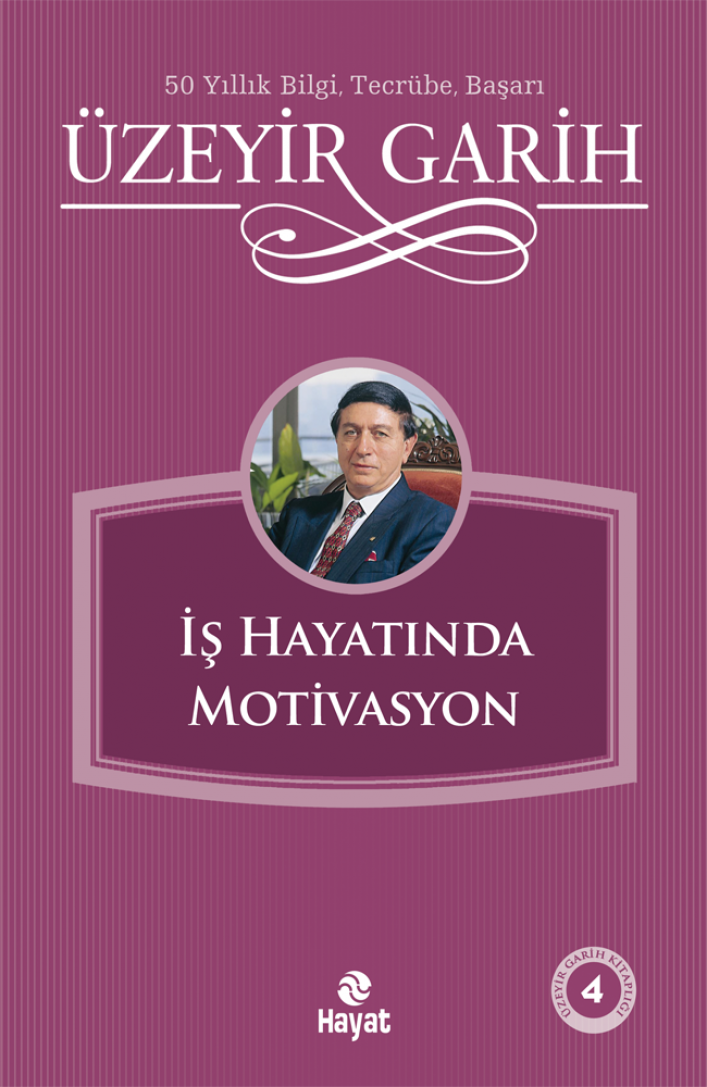 50 Yıllık Bilgi, Tecrübe, Başarı
ÜZEYİR GARİH
İŞ HAYATINDA
MOTİVASYON
Hayat
ÜZEYİR GARİH KİTAPLIĞI
4